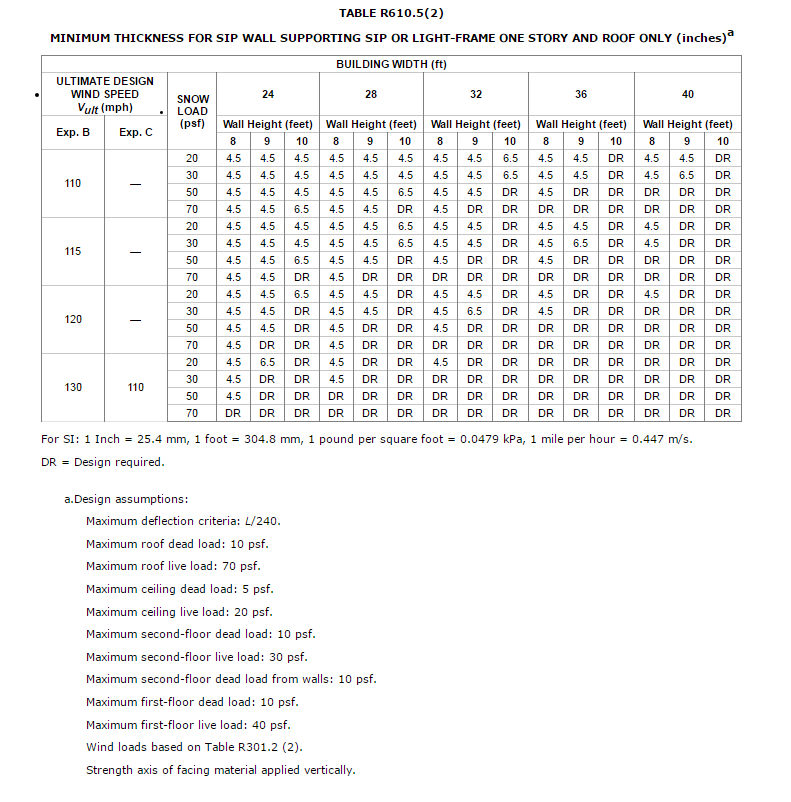 TABLE R610.5(2)
MINIMUM THICKNESS FOR SIP WALL SUPPORTING SIP OR LIGHT-FRAME ONE STORY AND ROOF ONLY (inches)a
BUILDING WIDTH (ft)
ULTIMATE DESIGN
WIND SPEED
Vult (mph)
SNOW
LOAD
(psf)
24 28 32 36 40
Exp. B Exp. C
Wall Height (feet) Wall Height (feet) Wall Height (feet) Wall Height (feet) Wall Height (feet)
8 9 10 8 9 10 8 9 10 8 9 10 8 9 10
110 —
20 4.5 4.5 4.5 4.5 4.5 4.5 4.5 4.5 6.5 4.5 4.5 DR 4.5 4.5 DR
30 4.5 4.5 4.5 4.5 4.5 4.5 4.5 4.5 6.5 4.5 4.5 DR 4.5 6.5 DR
50 4.5 4.5 4.5 4.5 4.5 6.5 4.5 4.5 DR 4.5 DR DR DR DR DR
70 4.5 4.5 6.5 4.5 4.5 DR 4.5 DR DR DR DR DR DR DR DR
115 —
20 4.5 4.5 4.5 4.5 4.5 6.5 4.5 4.5 DR 4.5 4.5 DR 4.5 DR DR
30 4.5 4.5 4.5 4.5 4.5 6.5 4.5 4.5 DR 4.5 6.5 DR 4.5 DR DR
50 4.5 4.5 6.5 4.5 4.5 DR 4.5 DR DR 4.5 DR DR DR DR DR
70 4.5 4.5 DR 4.5 DR DR DR DR DR DR DR DR DR DR DR
120 —
20 4.5 4.5 6.5 4.5 4.5 DR 4.5 4.5 DR 4.5 DR DR 4.5 DR DR
30 4.5 4.5 DR 4.5 4.5 DR 4.5 6.5 DR 4.5 DR DR DR DR DR
50 4.5 4.5 DR 4.5 DR DR 4.5 DR DR DR DR DR DR DR DR
70 4.5 DR DR 4.5 DR DR DR DR DR DR DR DR DR DR DR
130 110
20 4.5 6.5 DR 4.5 DR DR 4.5 DR DR DR DR DR DR DR DR
30 4.5 DR DR 4.5 DR DR DR DR DR DR DR DR DR DR DR
50 4.5 DR DR DR DR DR DR DR DR DR DR DR DR DR DR
70 DR DR DR DR DR DR DR DR DR DR DR DR DR DR DR
For SI: 1 Inch = 25.4 mm, 1 foot = 304.8 mm, 1 pound per square foot = 0.0479 kPa, 1 mile per hour = 0.447 m/s.
DR = Design required.
a.Design assumptions:
Maximum deflection criteria: L/240.
Maximum roof dead load: 10 psf.
Maximum roof live load: 70 psf.
Maximum ceiling dead load: 5 psf.
Maximum ceiling live load: 20 psf.
Maximum second-floor dead load: 10 psf.
Maximum second-floor live load: 30 psf.
Maximum second-floor dead load from walls: 10 psf.
Maximum first-floor dead load: 10 psf.
Maximum first-floor live load: 40 psf.
Wind loads based on Table R301.2 (2).
Strength axis of facing material applied vertically.